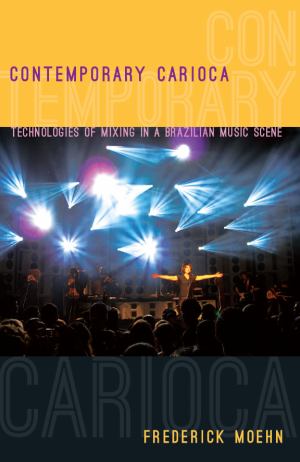 CON
TEMPORARY
CONTEMPORARY CARIOCA
TECHNOLOGIES OF MIXING IN A BRAZILIAN MUSIC SCENE
CARIOCA
FREDERICK MOEHN